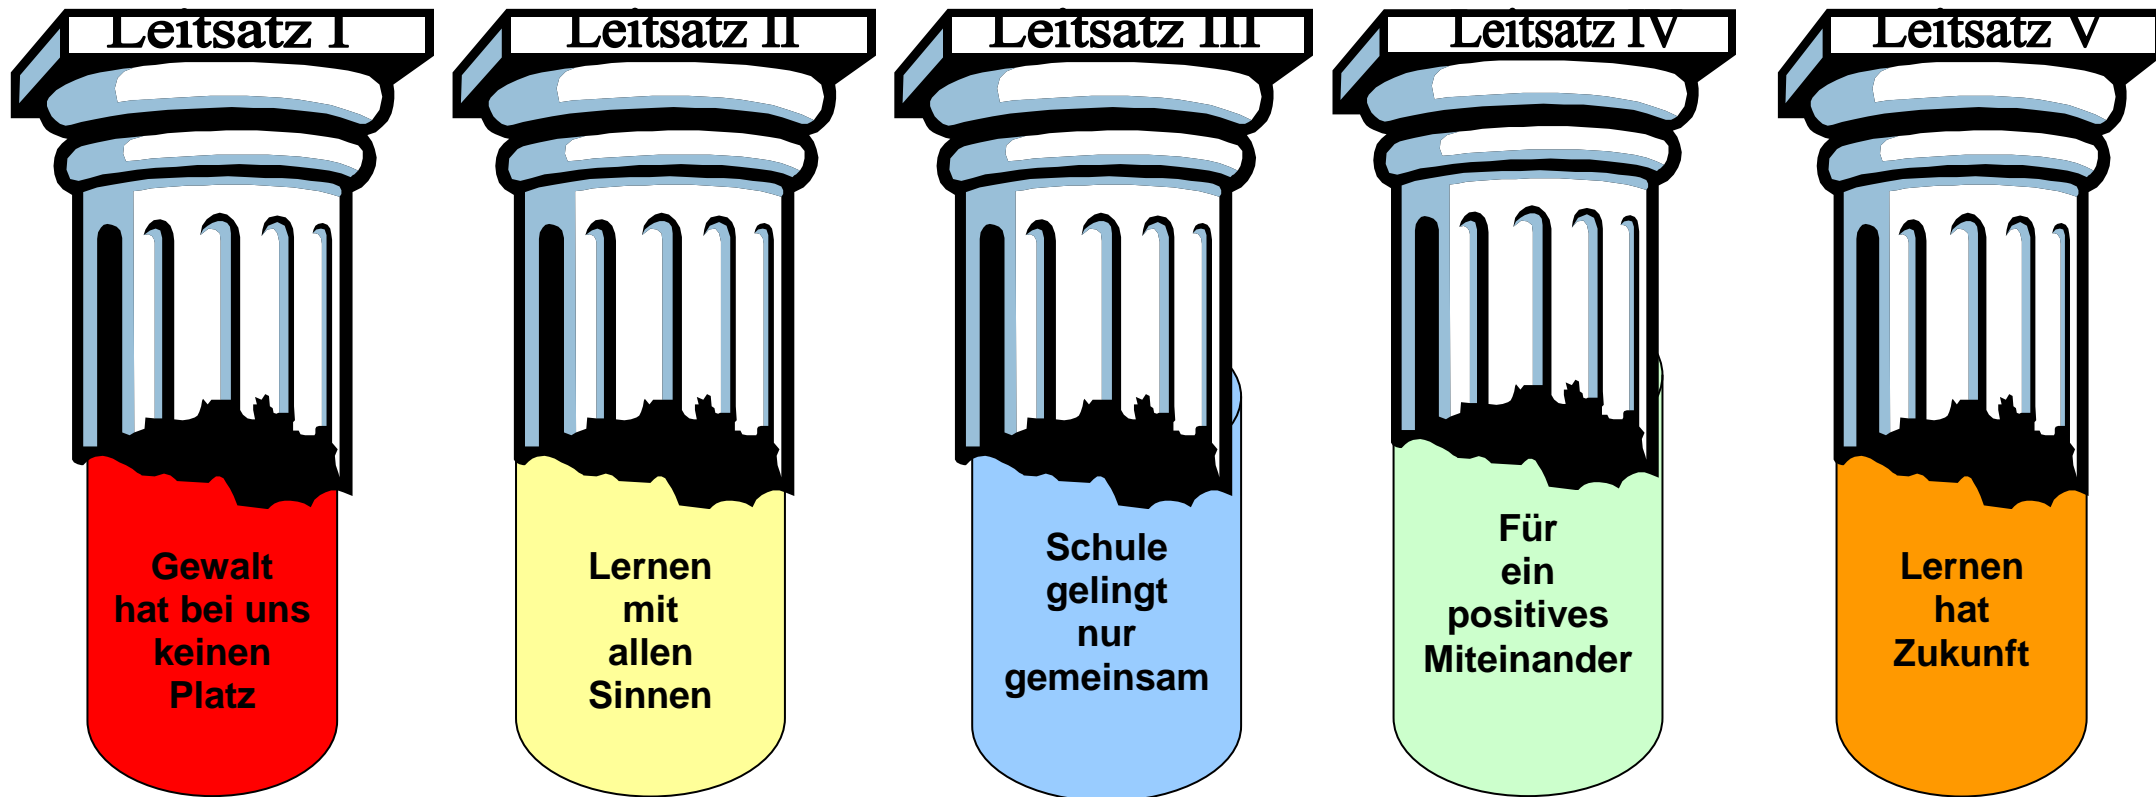 Leitsatz I
Gewalt
hat bei uns
keinen
Platz
Leitsatz II
Lernen
mit
allen
Sinnen
Leitsatz III
Schule
gelingt
nur
gemeinsam
Leitsatz IV
Für
ein
positives
Miteinander
Leitsatz V
Lernen
hat
Zukunft